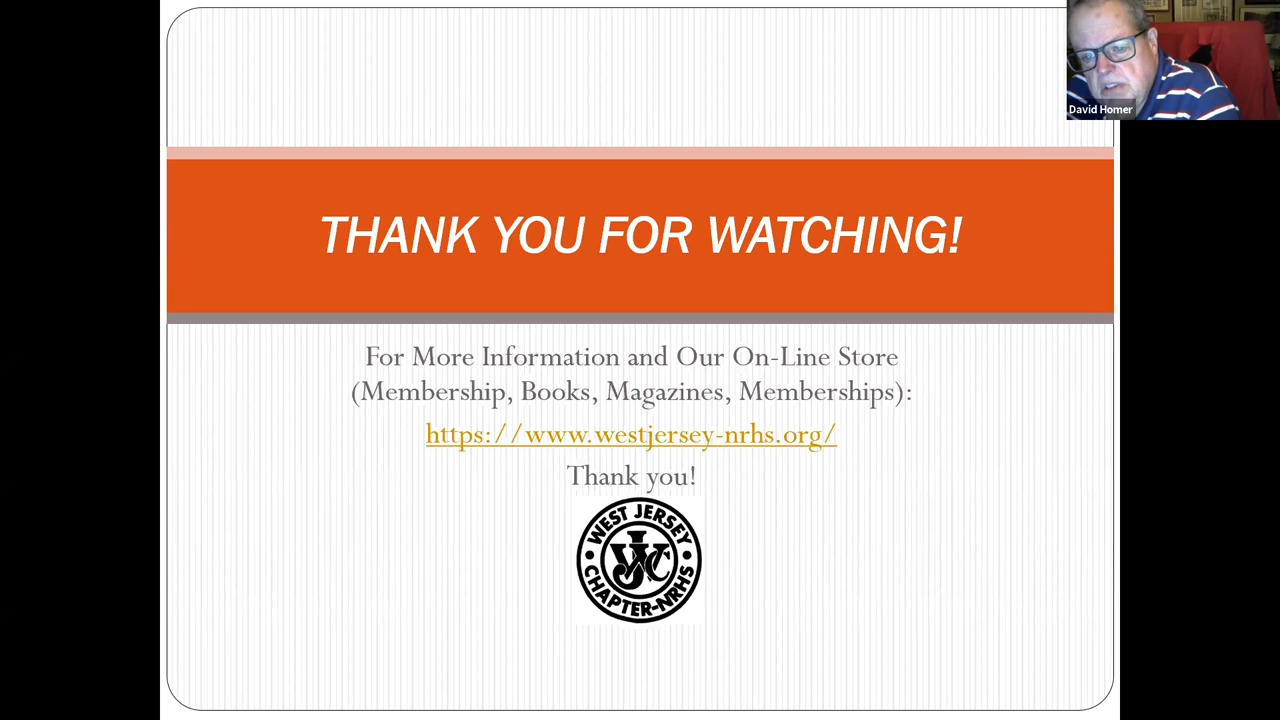 David Homer
THANK YOU FOR WATCHING!
For More Information and Our On-Line Store
(Membership, Books, Magazines, Memberships):
https://www.westjersey-nrhs.org/
Thank you!
WEST JERSEY
WJC
CHAPTER-NRHS